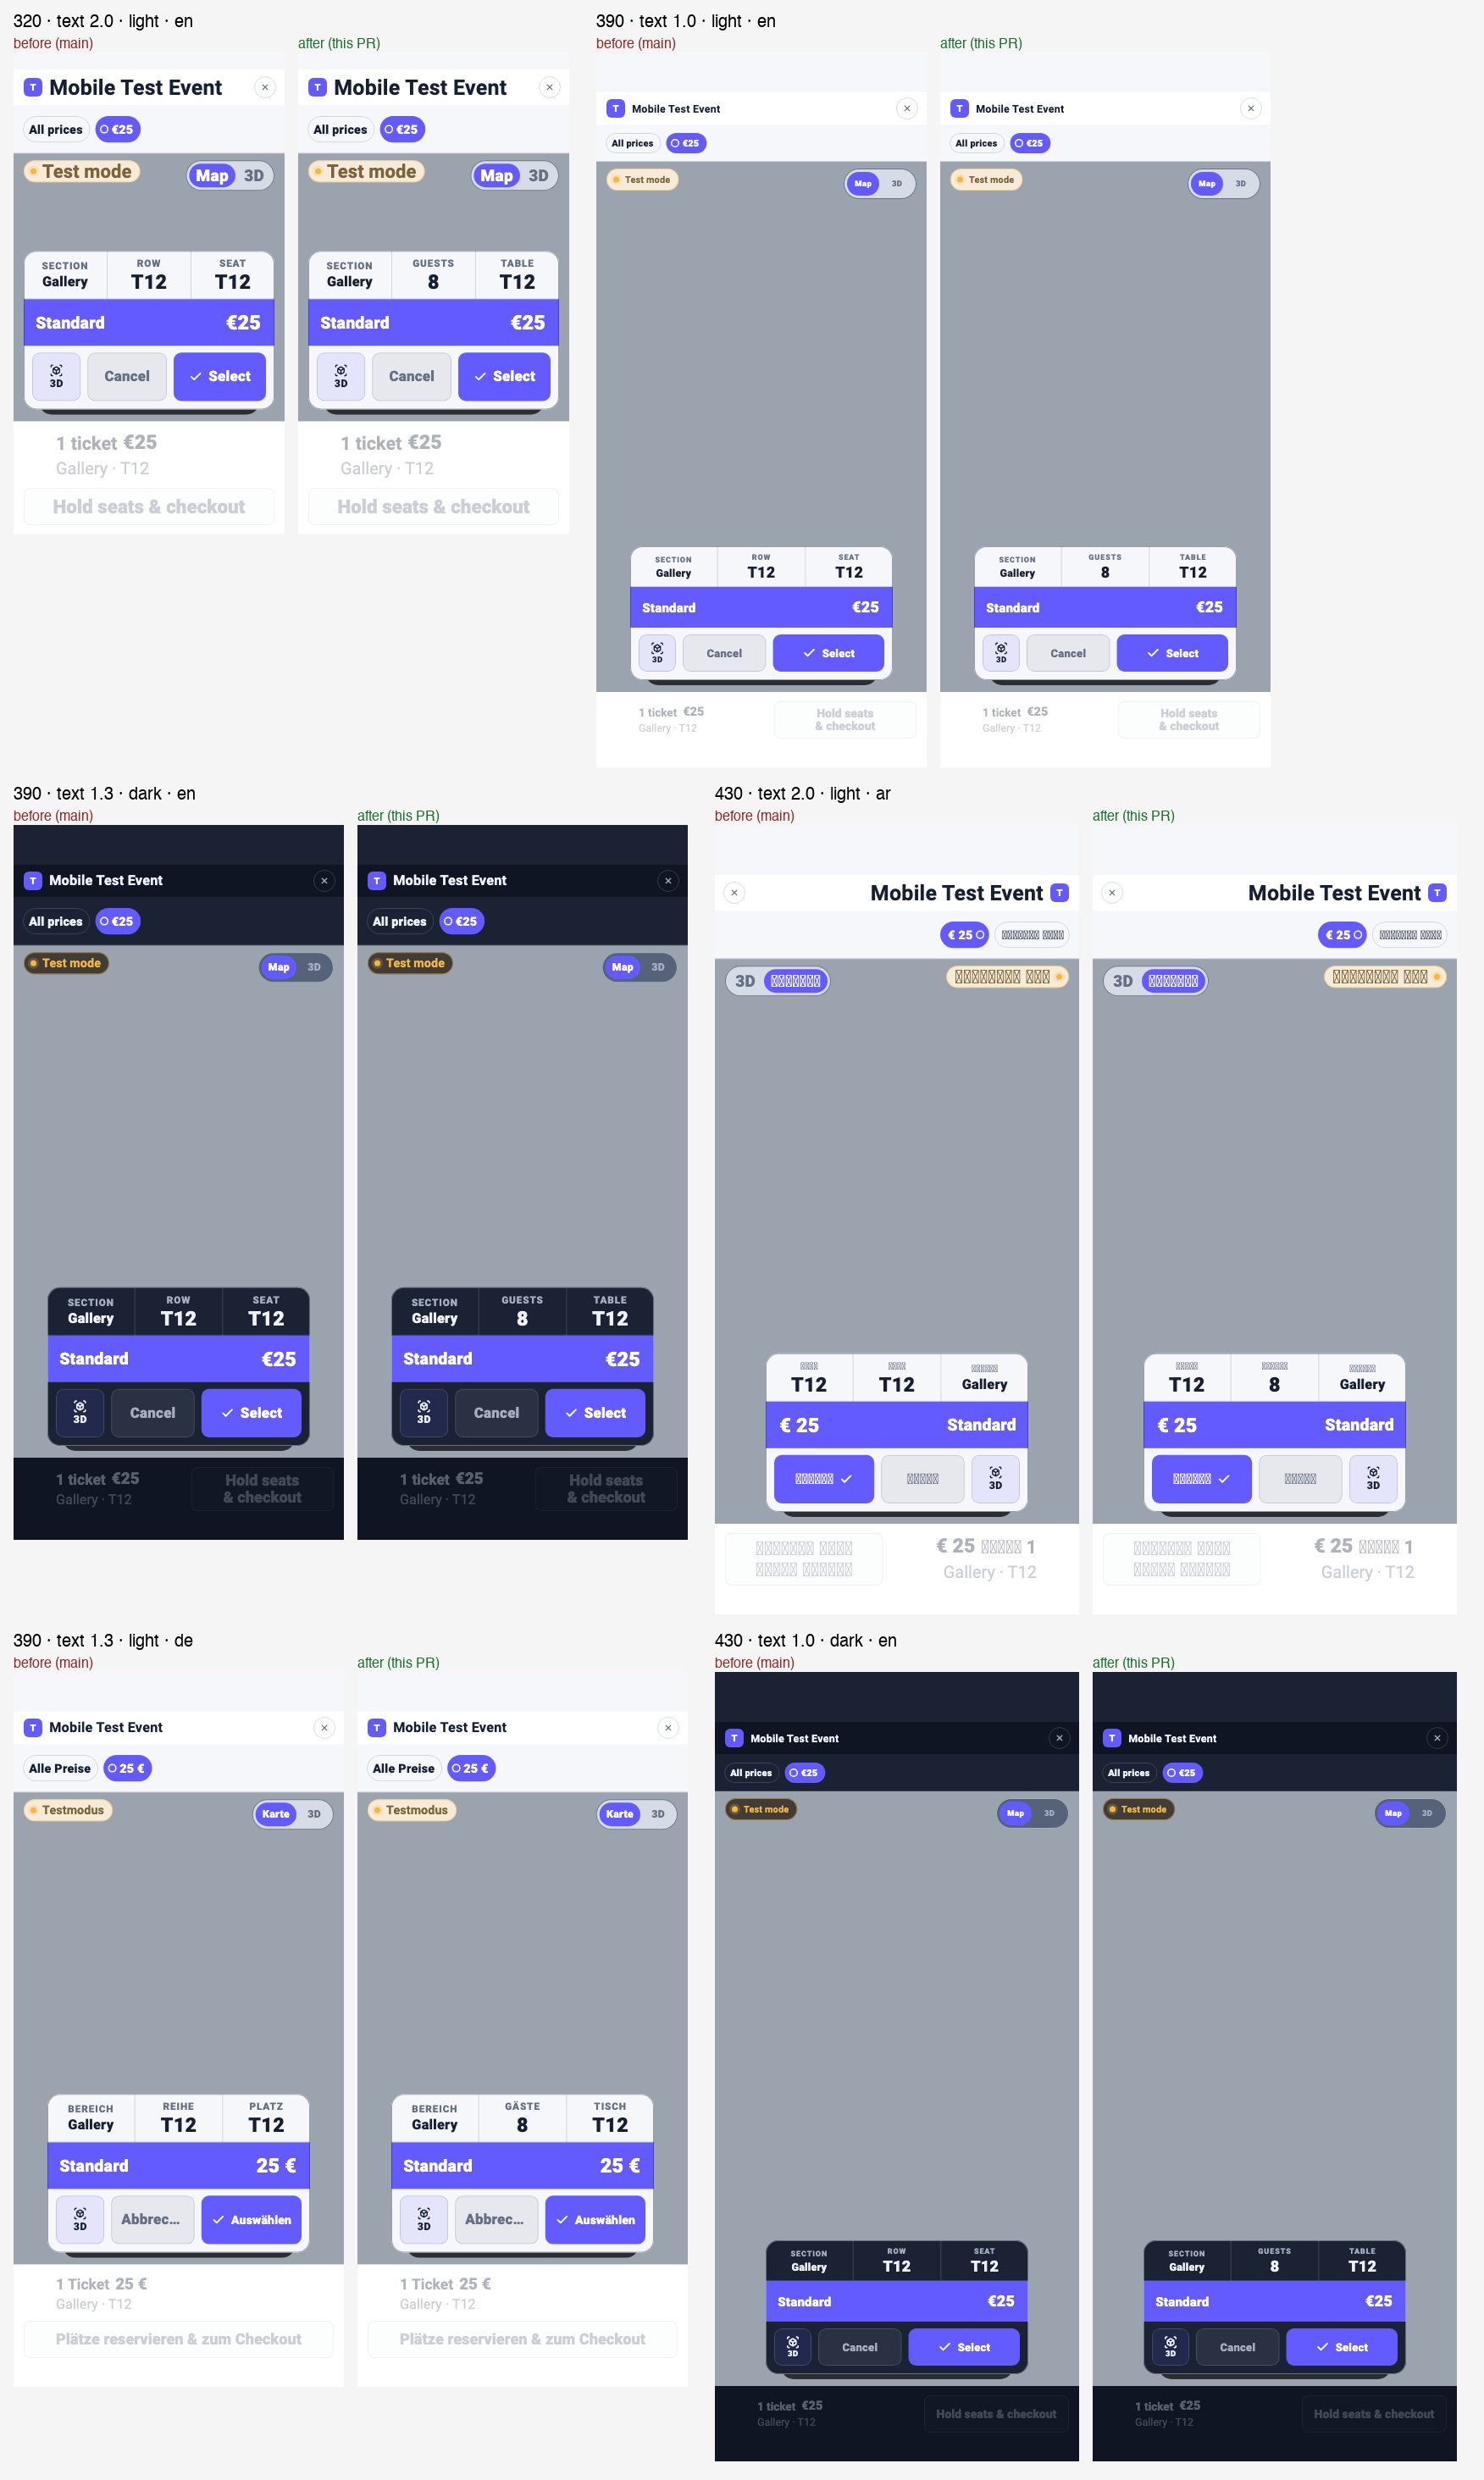 320 · text 2.0 · light · en
before (main)
after (this PR)
T Mobile Test Event ×
All prices €25
Test mode Map 3D
SECTION ROW SEAT
Gallery T12 T12
Standard €25
3D Cancel Select
1 ticket €25
Gallery · T12
Hold seats & checkout
T Mobile Test Event ×
All prices €25
Test mode Map 3D
SECTION GUESTS TABLE
Gallery 8 T12
Standard €25
3D Cancel Select
1 ticket €25
Gallery · T12
Hold seats & checkout
390 · text 1.0 · light · en
before (main)
after (this PR)
T Mobile Test Event ×
All prices €25
Test mode Map 3D
SECTION ROW SEAT
Gallery T12 T12
Standard €25
3D Cancel Select
1 ticket €25
Gallery · T12
Hold seats
& checkout
T Mobile Test Event ×
All prices €25
Test mode Map 3D
SECTION GUESTS TABLE
Gallery 8 T12
Standard €25
3D Cancel Select
1 ticket €25
Gallery · T12
Hold seats
& checkout
390 · text 1.3 · dark · en
before (main)
after (this PR)
T Mobile Test Event ×
All prices €25
Test mode Map 3D
SECTION ROW SEAT
Gallery T12 T12
Standard €25
3D Cancel Select
1 ticket €25
Gallery · T12
Hold seats
& checkout
T Mobile Test Event ×
All prices €25
Test mode Map 3D
SECTION GUESTS TABLE
Gallery 8 T12
Standard €25
3D Cancel Select
1 ticket €25
Gallery · T12
Hold seats
& checkout
430 · text 2.0 · light · ar
before (main)
after (this PR)
× Mobile Test Event T
€ 25
3D
T12 T12 Gallery
€ 25 Standard
3D
€ 25 1
Gallery · T12
× Mobile Test Event T
€ 25
3D
T12 8 Gallery
€ 25 Standard
3D
€ 25 1
Gallery · T12
390 · text 1.3 · light · de
before (main)
after (this PR)
T Mobile Test Event ×
Alle Preise 25 €
Testmodus Karte 3D
BEREICH REIHE PLATZ
Gallery T12 T12
Standard 25 €
3D Abbrec... Auswählen
1 Ticket 25 €
Gallery · T12
Plätze reservieren & zum Checkout
T Mobile Test Event ×
Alle Preise 25 €
Testmodus Karte 3D
BEREICH GÄSTE TISCH
Gallery 8 T12
Standard 25 €
3D Abbrec... Auswählen
1 Ticket 25 €
Gallery · T12
Plätze reservieren & zum Checkout
430 · text 1.0 · dark · en
before (main)
after (this PR)
T Mobile Test Event ×
All prices €25
Test mode Map 3D
SECTION ROW SEAT
Gallery T12 T12
Standard €25
3D Cancel Select
1 ticket €25
Gallery · T12
Hold seats & checkout
T Mobile Test Event ×
All prices €25
Test mode Map 3D
SECTION GUESTS TABLE
Gallery 8 T12
Standard €25
3D Cancel Select
1 ticket €25
Gallery · T12
Hold seats & checkout